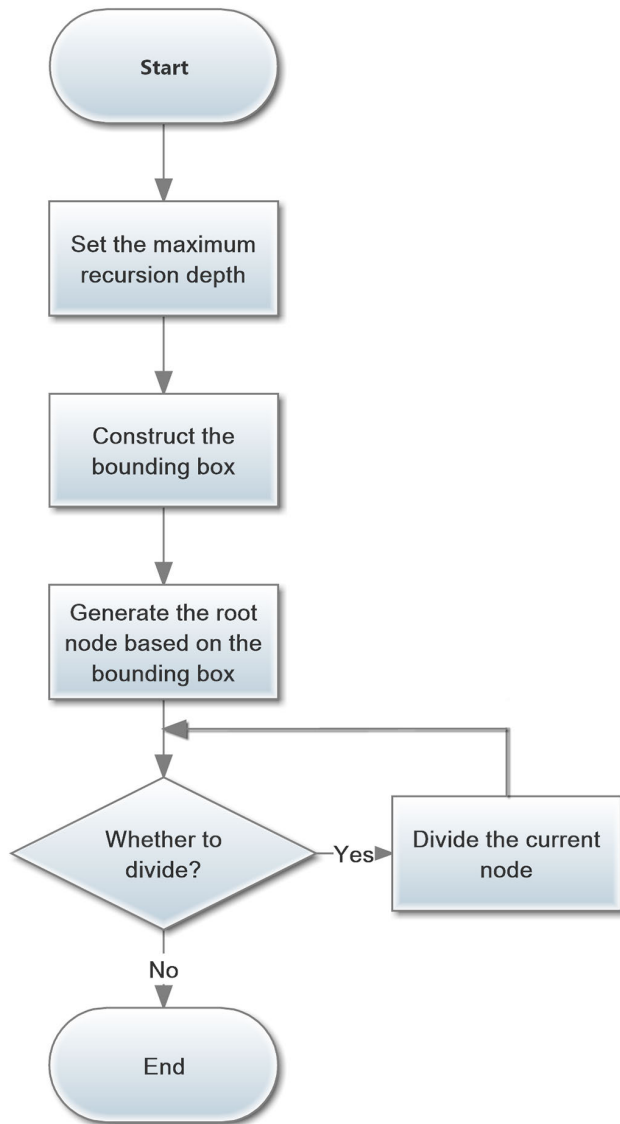 Start
Set the maximum
recursion depth
Construct the
bounding box
Generate the root
node based on the
bounding box
Whether to
divide?
Yes
Divide the current
node
No
End